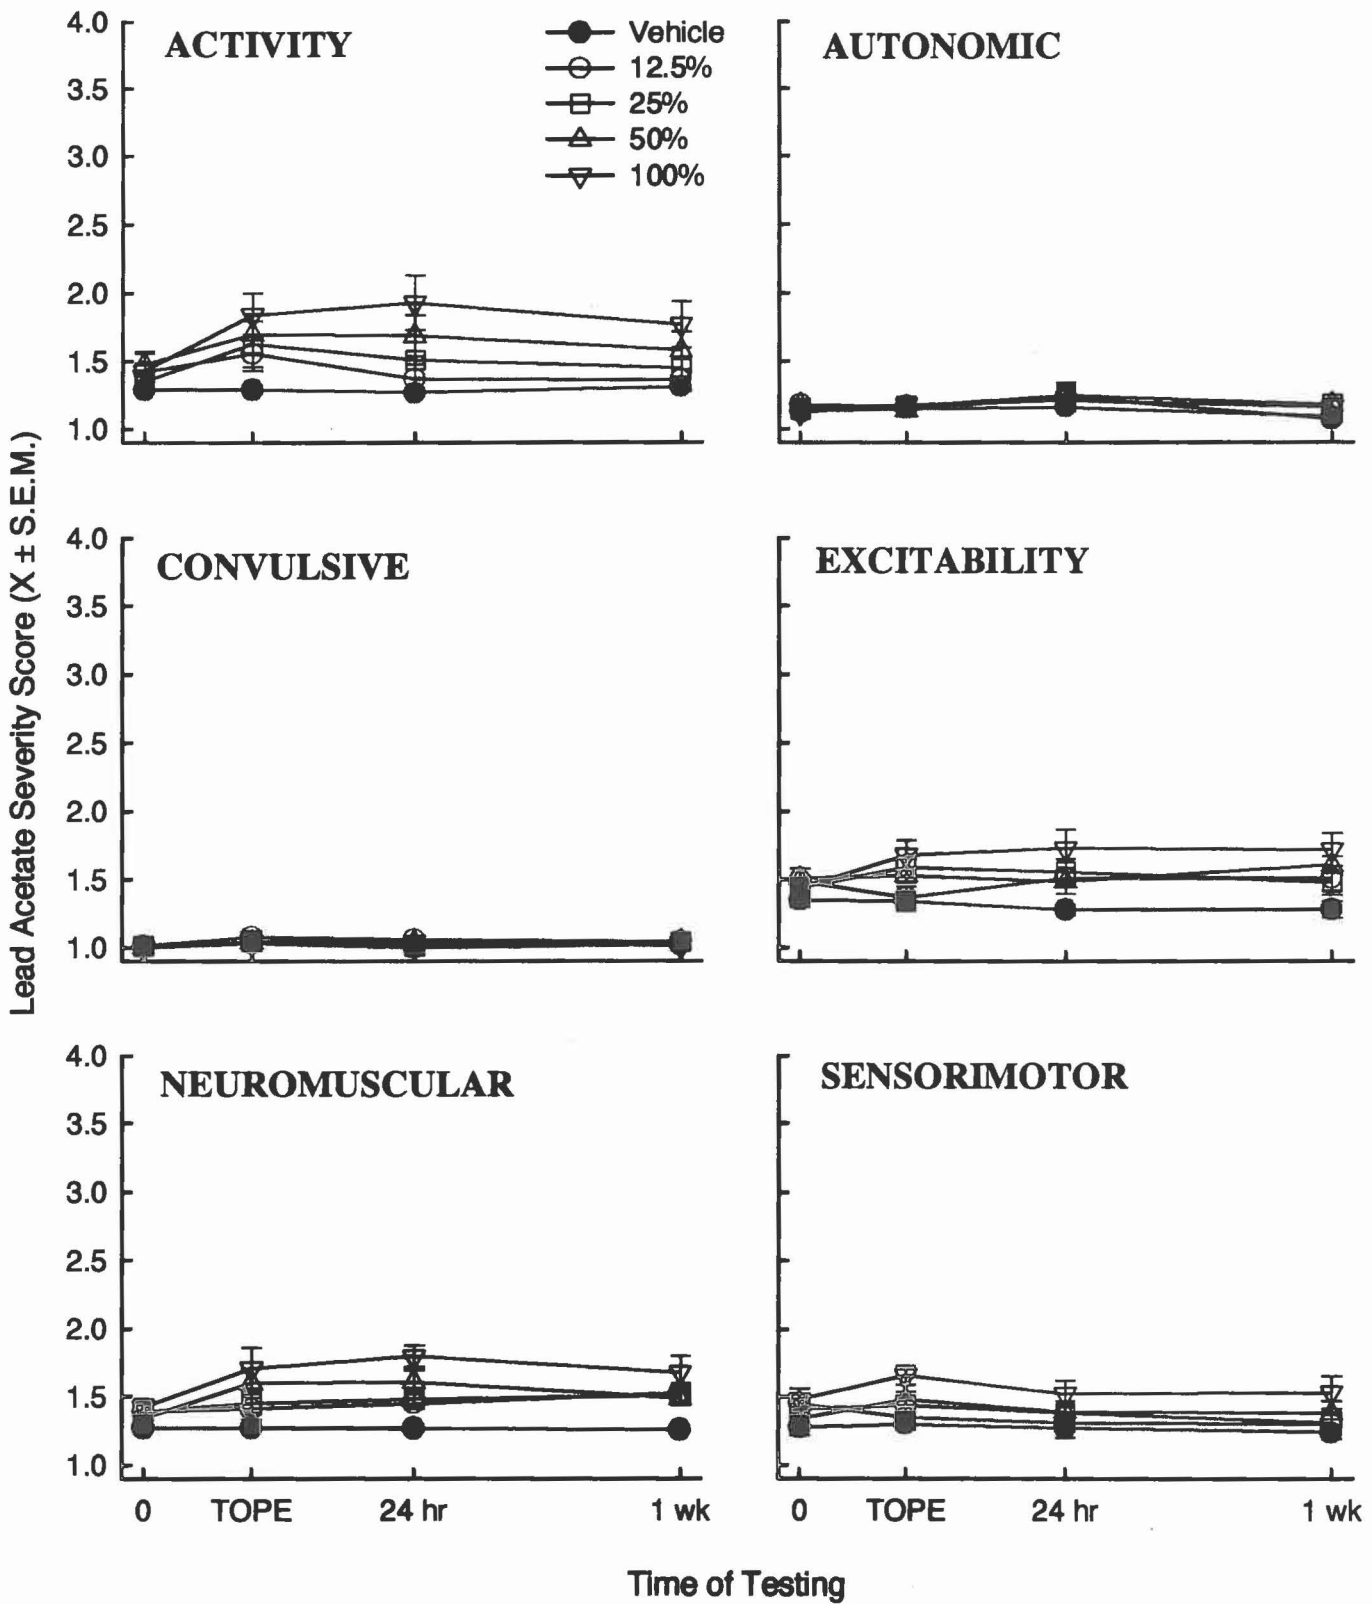 Lead Acetate Severity Score (X ± S.E.M.)
ACTIVITY
4.0
3.5
3.0
2.5
2.0
1.5
1.0
Vehicle
12.5%
25%
50%
100%
AUTONOMIC
CONVULSIVE
4.0
3.5
3.0
2.5
2.0
1.5
1.0
EXCITABILITY
NEUROMUSCULAR
4.0
3.5
3.0
2.5
2.0
1.5
1.0
0 TOPE 24 hr 1 wk
SENSORIMOTOR
0 TOPE 24 hr 1 wk
Time of Testing